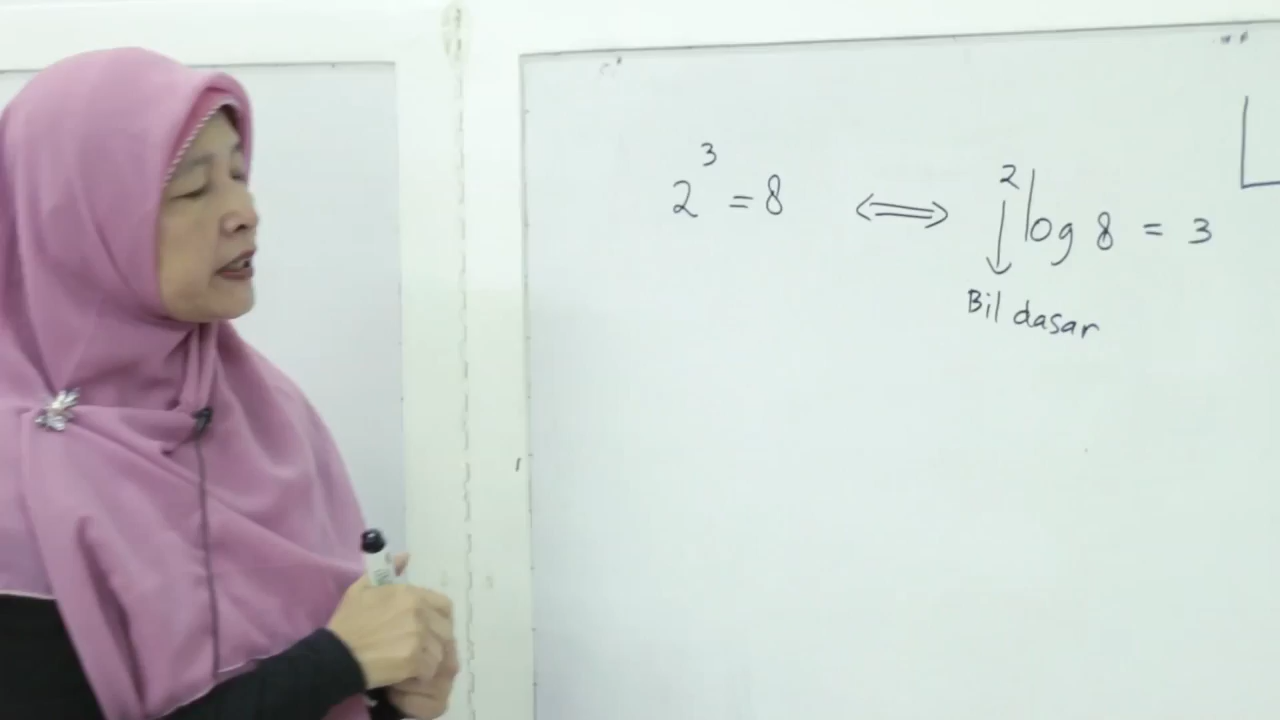 2³ = 8 ⟺ ²log 8 = 3
Bil dasar